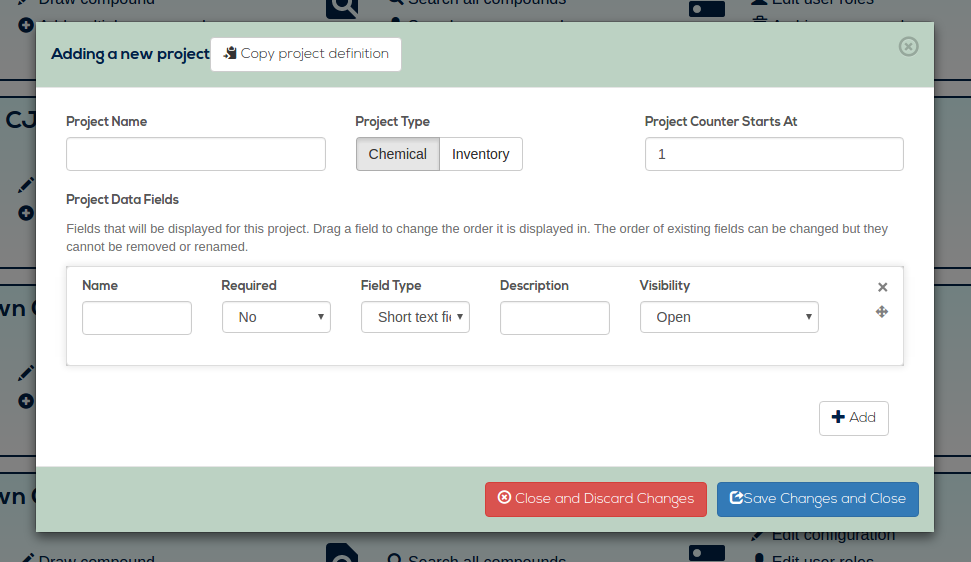 Draw compound
Search all compounds
Edit user roles
Adding a new project
Copy project definition
CJ
Project Name
Project Type
Project Counter Starts At
Chemical
Inventory
1
Project Data Fields
Fields that will be displayed for this project. Drag a field to change the order it is displayed in. The order of existing fields can be changed but they
cannot be removed or renamed.
Name
Required
Field Type
Description
Visibility
No
Short text fi
Open
wn
Add
wn
Close and Discard Changes
Save Changes and Close
Edit configuration
Draw compound
Search all compounds
Edit user roles